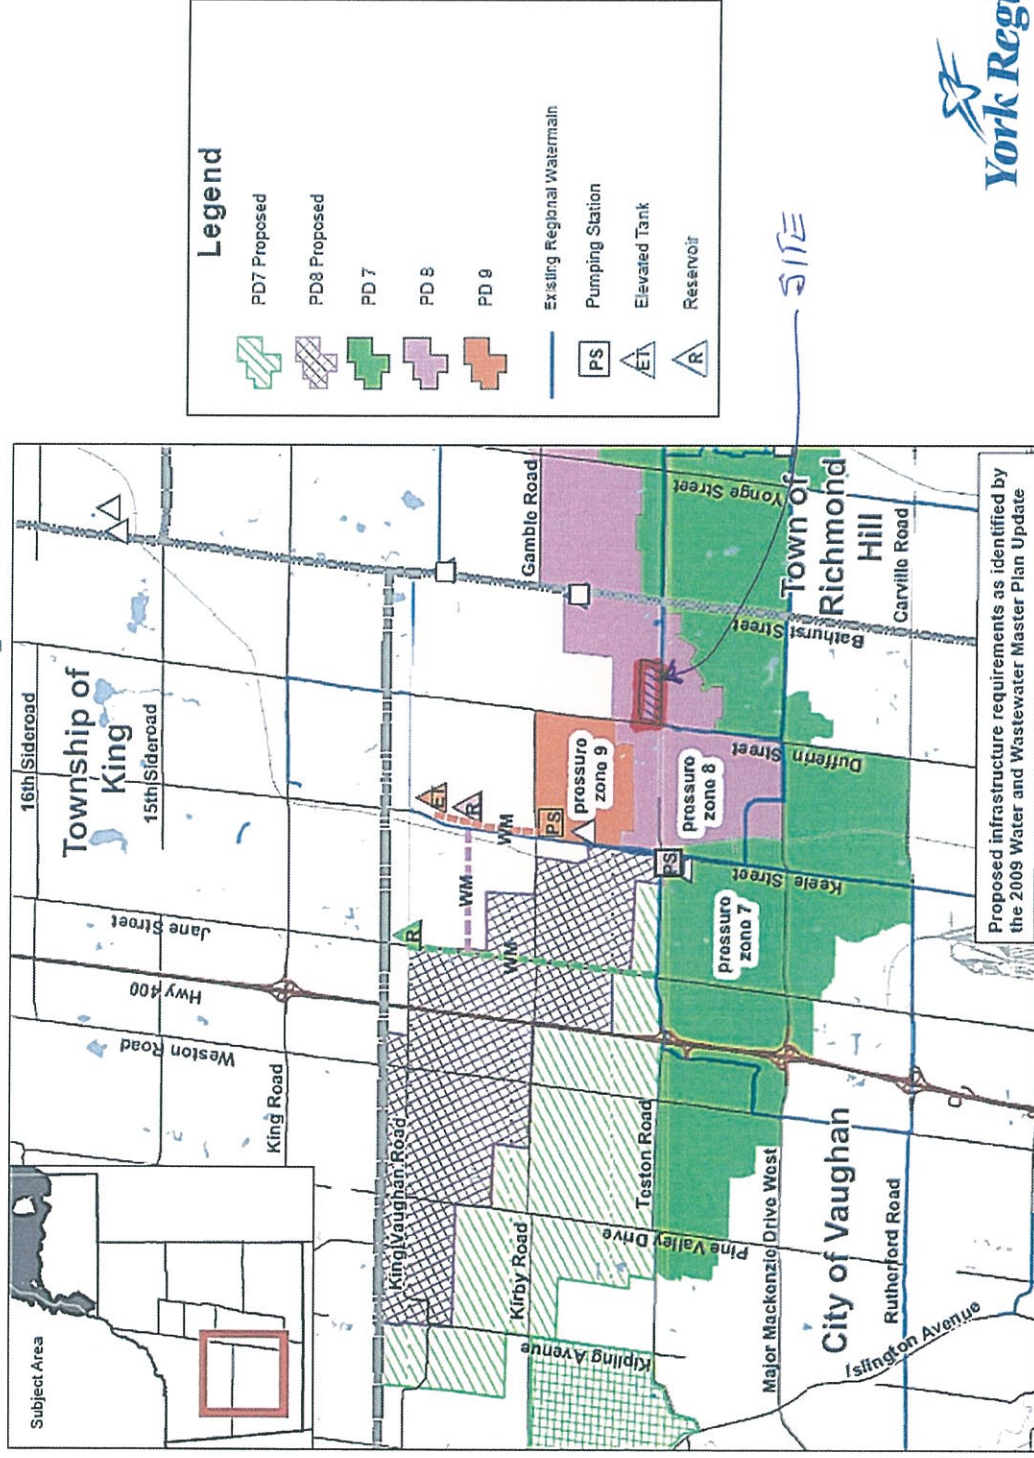 Legend
PD7 Proposed
PD8 Proposed
PD 7
PD 8
PD 9
Existing Regional Watermain
PS
Pumping Station
ET
Elevated Tank
R
Reservoir
SITE
York Reg
Subject Area
16th Sideroad
Township of
King
15th Sideroad
Jane Street
Hwy 400
Weston Road
King Road
King Vaughan Road
Gamble Road
Yonge Street
Town of
Richmond
Hill
Bathurst
Street
Carville Road
Dufferin
Street
Keele Street
ET
R
WM
PS
WM
R
WM
PS
pressure
zone 9
pressure
zone 8
pressure
zone 7
Teston Road
Kirby Road
Pine Valley Drive
Kipling Avenue
Major Mackenzie Drive West
City of Vaughan
Rutherford Road
Islington Avenue
Proposed infrastructure requirements as identified by
the 2009 Water and Wastewater Master Plan Update